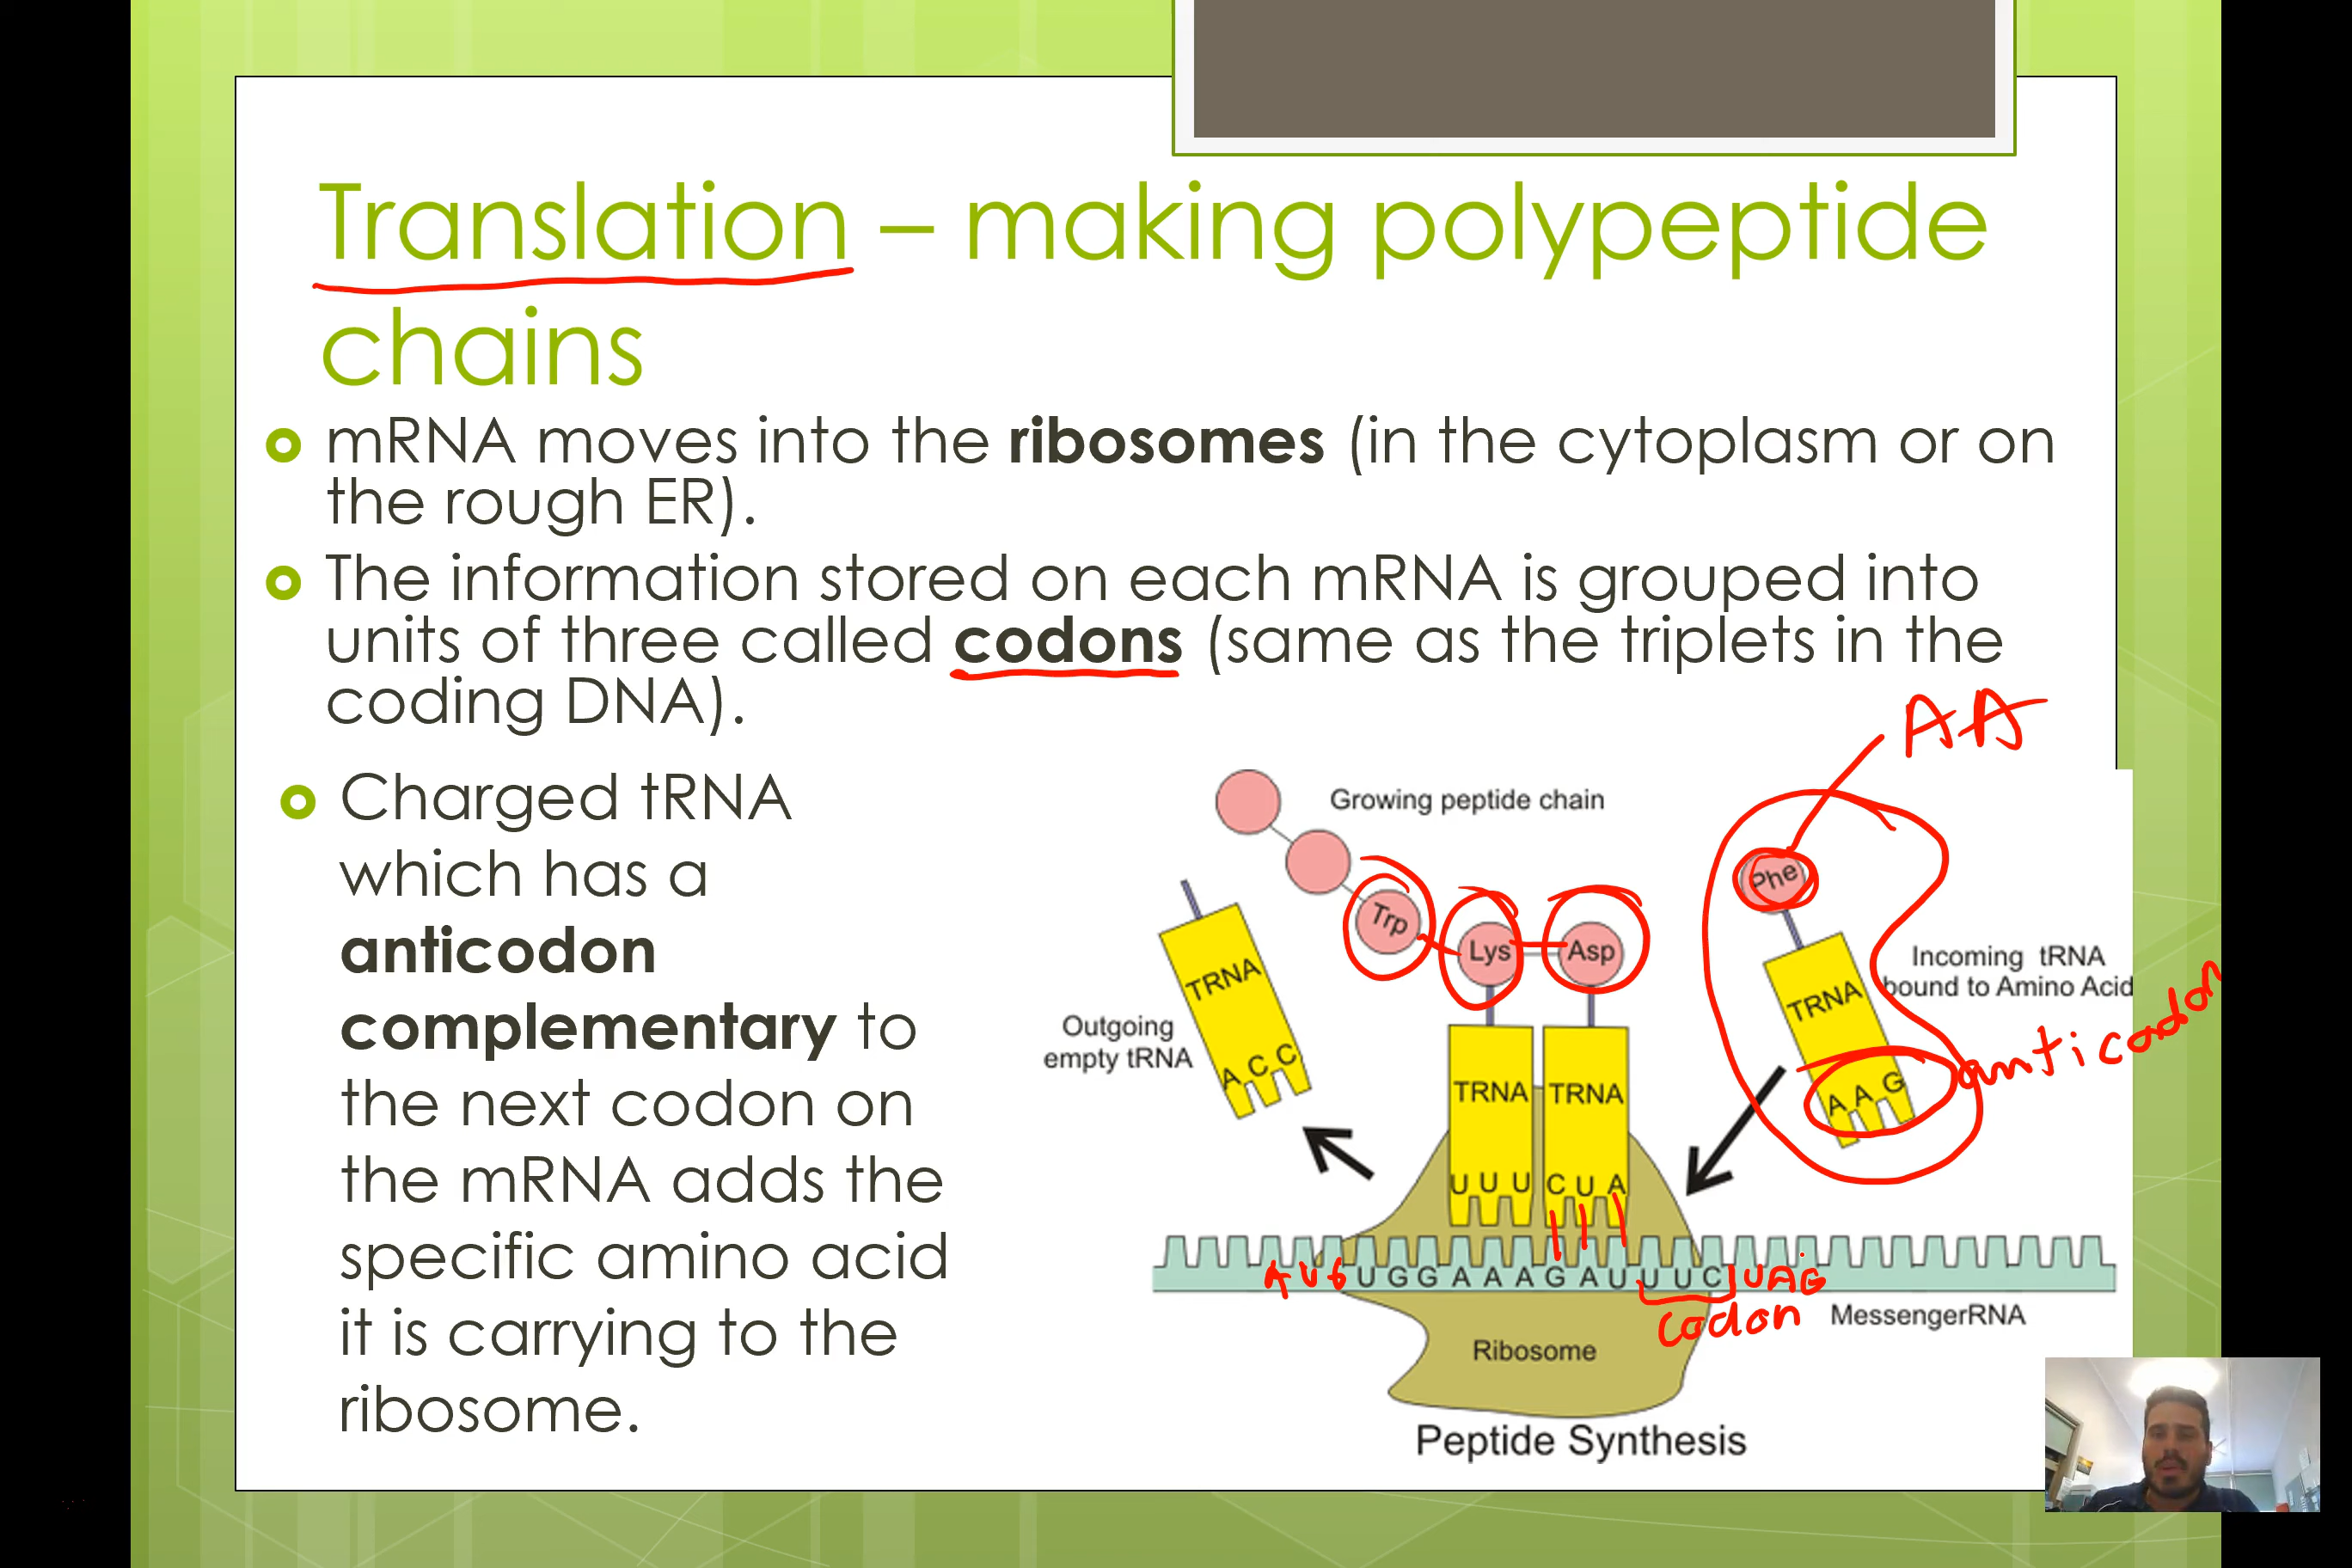 Translation – making polypeptide
chains
mRNA moves into the ribosomes (in the cytoplasm or on
the rough ER).
The information stored on each mRNA is grouped into
units of three called codons (same as the triplets in the
coding DNA).
Charged tRNA
which has a
anticodon
complementary to
the next codon on
the mRNA adds the
specific amino acid
it is carrying to the
ribosome.
AA
Growing peptide chain
Phe
Trp
Lys
Asp
TRNA
Incoming tRNA
bound to Amino Acid
TRNA
anticodon
Outgoing
empty tRNA
A C C
TRNA
TRNA
A A G
U U U
C U A
AUG
U G G A A A G A U U U C
UAG
codon
MessengerRNA
Ribosome
Peptide Synthesis